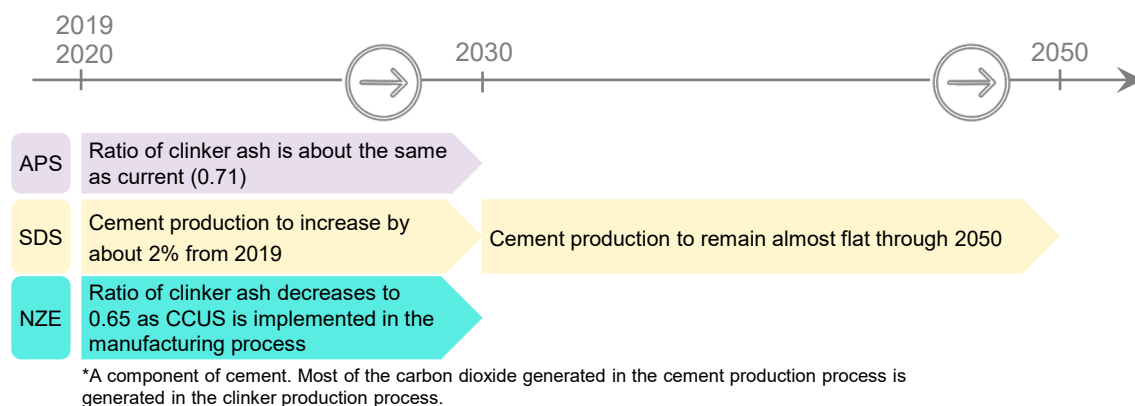 2019
2020
2030
2050
APS
Ratio of clinker ash is about the same
as current (0.71)
SDS
Cement production to increase by
about 2% from 2019
Cement production to remain almost flat through 2050
NZE
Ratio of clinker ash decreases to
0.65 as CCUS is implemented in the
manufacturing process
*A component of cement. Most of the carbon dioxide generated in the cement production process is
generated in the clinker production process.